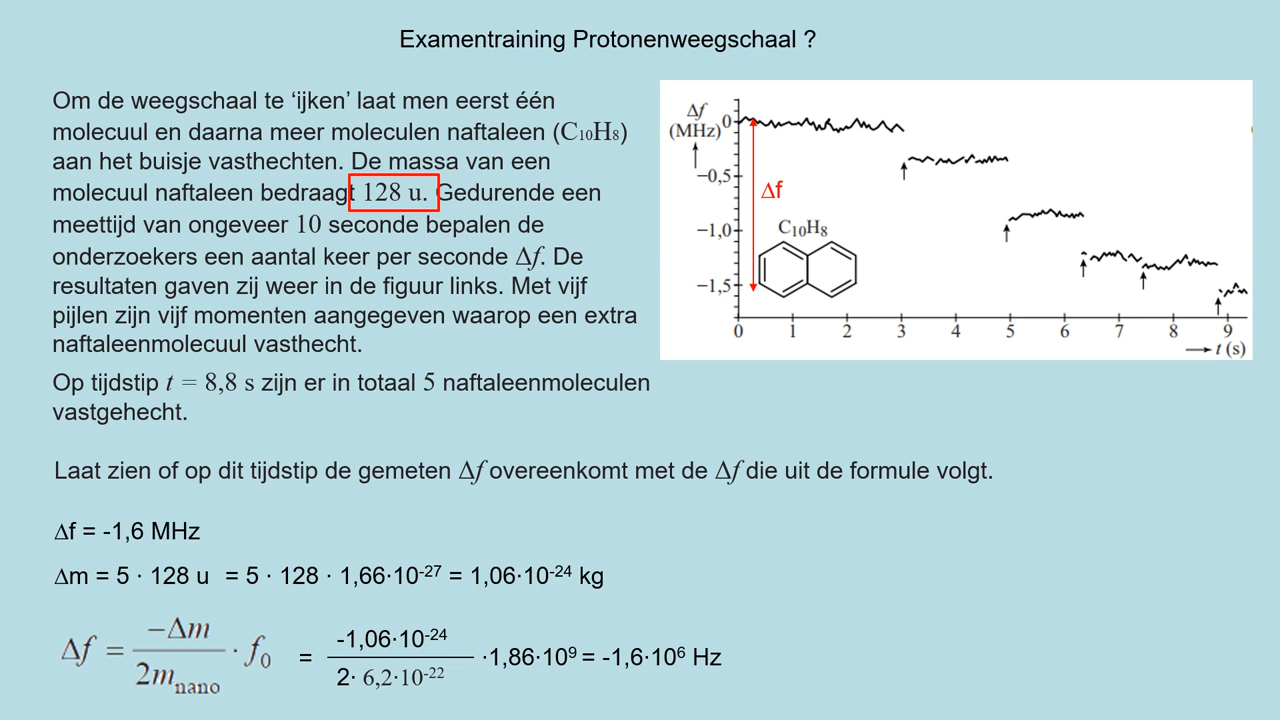 Examentraining Protonenweegschaal ?
Om de weegschaal te ‘ijken’ laat men eerst één
molecuul en daarna meer moleculen naftaleen (C₁₀H₈)
aan het buisje vasthechten. De massa van een
molecuul naftaleen bedraagt 128 u. Gedurende een
meettijd van ongeveer 10 seconde bepalen de
onderzoekers een aantal keer per seconde Δf. De
resultaten gaven zij weer in de figuur links. Met vijf
pijlen zijn vijf momenten aangegeven waarop een extra
naftaleenmolecuul vasthecht.
Op tijdstip t = 8,8 s zijn er in totaal 5 naftaleenmoleculen
vastgehecht.
Δf
(MHz)
0
−0,5
−1,0
−1,5
Δf
C₁₀H₈
0 1 2 3 4 5 6 7 8 9
t (s)
Laat zien of op dit tijdstip de gemeten Δf overeenkomt met de Δf die uit de formule volgt.
Δf = -1,6 MHz
Δm = 5 · 128 u = 5 · 128 · 1,66·10⁻²⁷ = 1,06·10⁻²⁴ kg
Δf = −Δm / 2m_nano · f₀ = -1,06·10⁻²⁴ / 2· 6,2·10⁻²² ·1,86·10⁹ = -1,6·10⁶ Hz